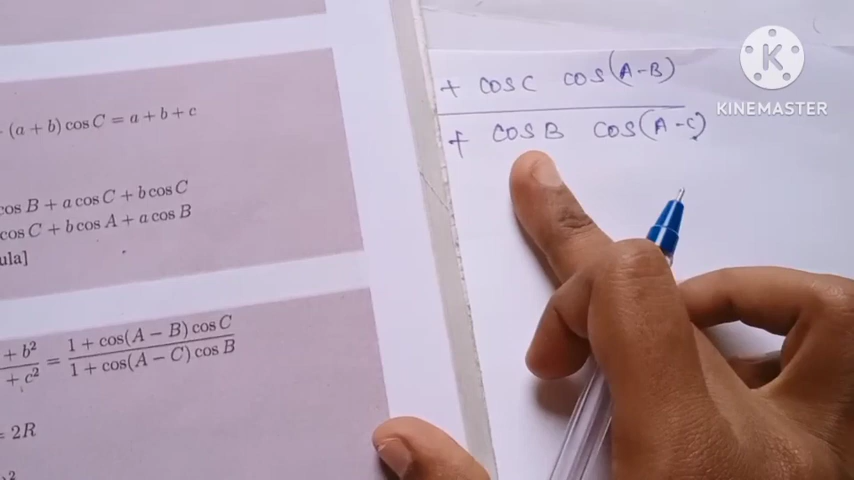 (a + b) cos C = a + b + c
cos B + a cos C + b cos C
cos C + b cos A + a cos B
ula]
+ b² / + c² = 1 + cos(A − B) cos C / 1 + cos(A − C) cos B
= 2R
2
+ cos C cos(A − B)
+ cos B cos(A − C)
K
KINEMASTER